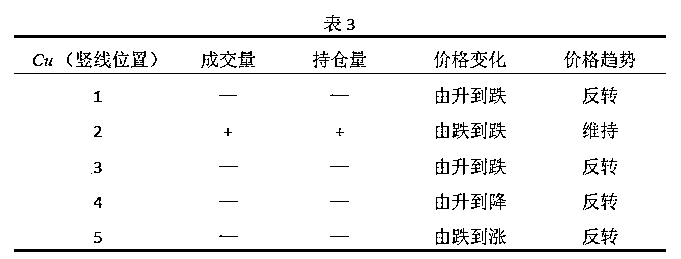 表 3
Cu（竖线位置） 成交量 持仓量 价格变化 价格趋势
1 — — 由升到跌 反转
2 + + 由跌到跌 维持
3 — — 由升到跌 反转
4 — — 由升到降 反转
5 — — 由跌到涨 反转